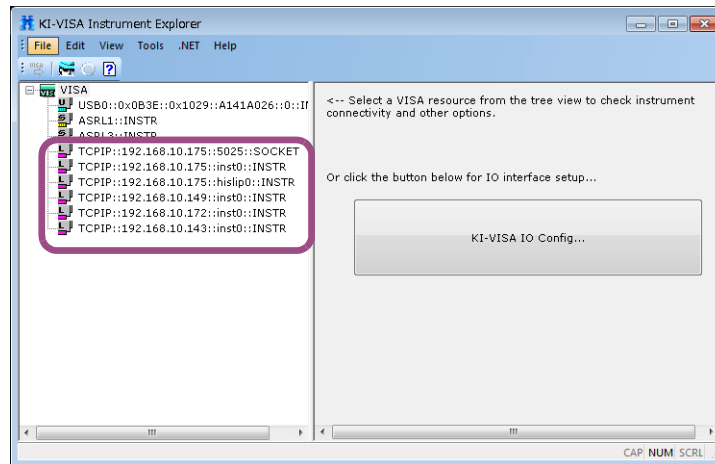 KI-VISA Instrument Explorer
File Edit View Tools .NET Help
VISA
USB0::0x0B3E::0x1029::A141A026::0::II
ASRL1::INSTR
ASRL3::INSTR
TCPIP::192.168.10.175::5025::SOCKET
TCPIP::192.168.10.175::inst0::INSTR
TCPIP::192.168.10.175::hislip0::INSTR
TCPIP::192.168.10.149::inst0::INSTR
TCPIP::192.168.10.172::inst0::INSTR
TCPIP::192.168.10.143::inst0::INSTR
<-- Select a VISA resource from the tree view to check instrument
connectivity and other options.
Or click the button below for IO interface setup...
KI-VISA IO Config...
CAP NUM SCRL